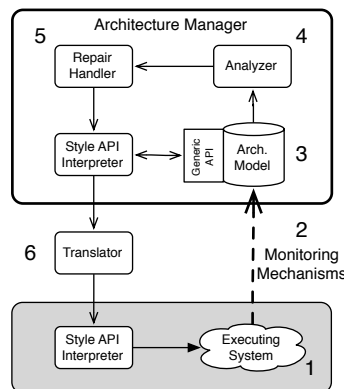 Architecture Manager
5
4
Repair
Handler
Analyzer
Style API
Interpreter
Generic
API
Arch.
Model
3
2
Monitoring
Mechanisms
6
Translator
Style API
Interpreter
Executing
System
1